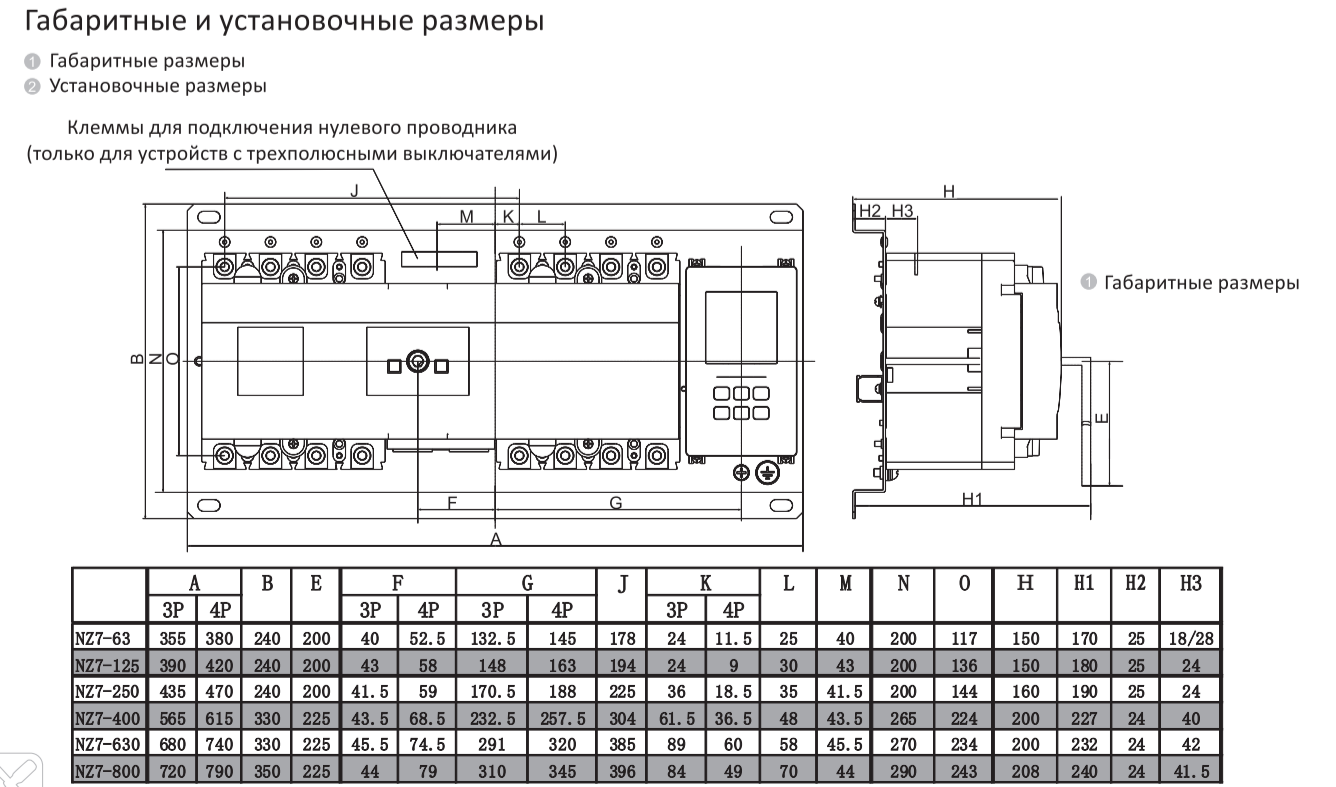 Габаритные и установочные размеры
1 Габаритные размеры
2 Установочные размеры
Клеммы для подключения нулевого проводника
(только для устройств с трехполюсными выключателями)
J
H
M K L
H2 H3
1 Габаритные размеры
B N O
E
F G
H1
A
A B E F G J K L M N O H H1 H2 H3
3P 4P 3P 4P 3P 4P 3P 4P
NZ7-63 355 380 240 200 40 52.5 132.5 145 178 24 11.5 25 40 200 117 150 170 25 18/28
NZ7-125 390 420 240 200 43 58 148 163 194 24 9 30 43 200 136 150 180 25 24
NZ7-250 435 470 240 200 41.5 59 170.5 188 225 36 18.5 35 41.5 200 144 160 190 25 24
NZ7-400 565 615 330 225 43.5 68.5 232.5 257.5 304 61.5 36.5 48 43.5 265 224 200 227 24 40
NZ7-630 680 740 330 225 45.5 74.5 291 320 385 89 60 58 45.5 270 234 200 232 24 42
NZ7-800 720 790 350 225 44 79 310 345 396 84 49 70 44 290 243 208 240 24 41.5